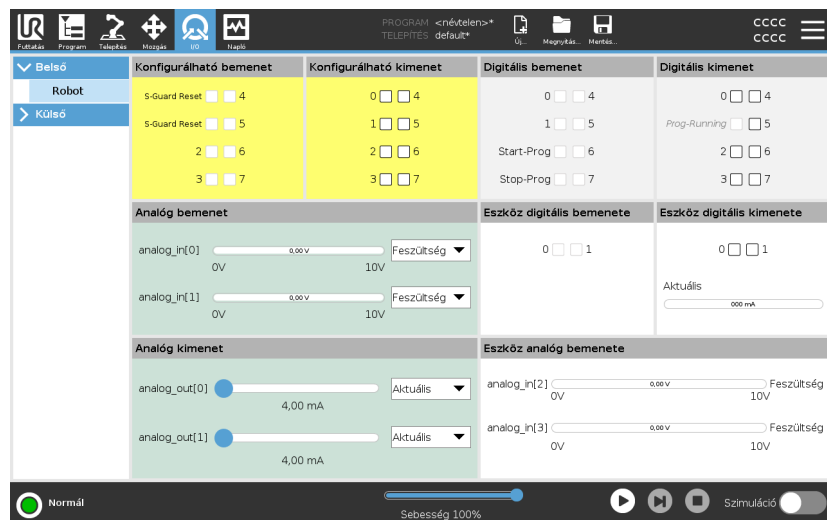 PROGRAM <névtelen>*
TELEPÍTÉS default*
CCCC
CCCC
Futtatás Program Telepítés Mozgás I/O Napló Új... Megnyitás... Mentés...
Belső
Robot
Külső
Konfigurálható bemenet Konfigurálható kimenet Digitális bemenet Digitális kimenet
S-Guard Reset 4 0 4 0 4 0 4
S-Guard Reset 5 1 5 1 5 Prog-Running 5
2 6 2 6 Start-Prog 6 2 6
3 7 3 7 Stop-Prog 7 3 7
Analóg bemenet Eszköz digitális bemenete Eszköz digitális kimenete
analog_in[0] 0,00 V Feszültség
0V 10V
analog_in[1] 0,00 V Feszültség
0V 10V
0 1
0 1
Aktuális
000 mA
Analóg kimenet Eszköz analóg bemenete
analog_out[0] Aktuális
4,00 mA
analog_out[1] Aktuális
4,00 mA
analog_in[2] 0,00 V Feszültség
0V 10V
analog_in[3] 0,00 V Feszültség
0V 10V
Normál
Sebesség 100%
Szimuláció